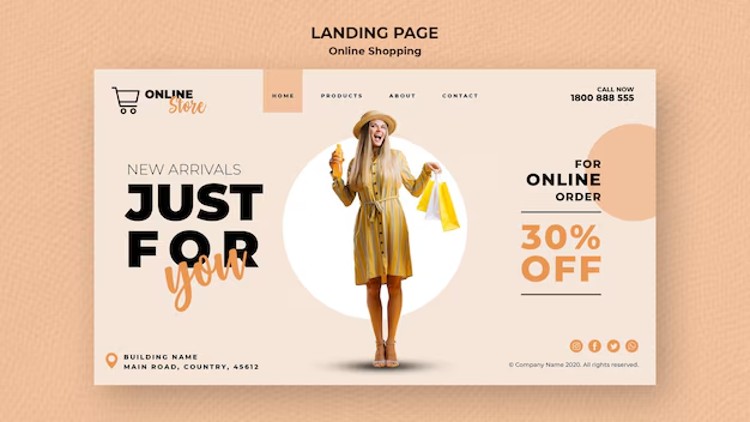 LANDING PAGE
Online Shopping
ONLINE
Store
HOME
PRODUCTS
ABOUT
CONTACT
CALL NOW
1800 888 555
NEW ARRIVALS
JUST
FOR
you
FOR
ONLINE
ORDER
30%
OFF
BUILDING NAME
MAIN ROAD, COUNTRY, 45612
© Company Name 2020. All rights reserved.